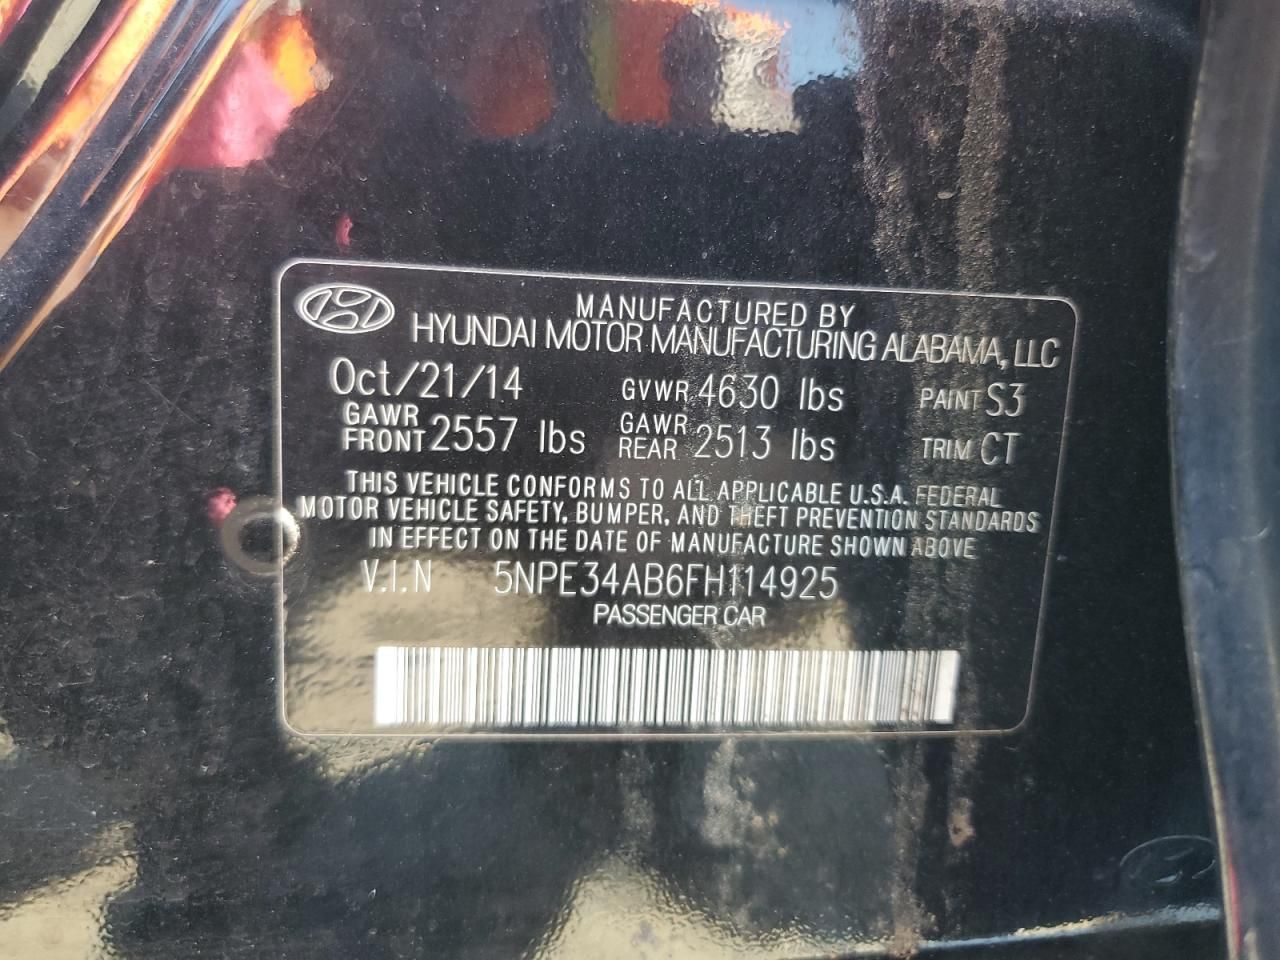 MANUFACTURED BY
HYUNDAI MOTOR MANUFACTURING ALABAMA, LLC
Oct/21/14 GVWR 4630 lbs PAINT S3
GAWR FRONT 2557 lbs GAWR REAR 2513 lbs TRIM CT
THIS VEHICLE CONFORMS TO ALL APPLICABLE U.S.A. FEDERAL
MOTOR VEHICLE SAFETY, BUMPER, AND THEFT PREVENTION STANDARDS
IN EFFECT ON THE DATE OF MANUFACTURE SHOWN ABOVE
V.I.N 5NPE34AB6FH114925
PASSENGER CAR